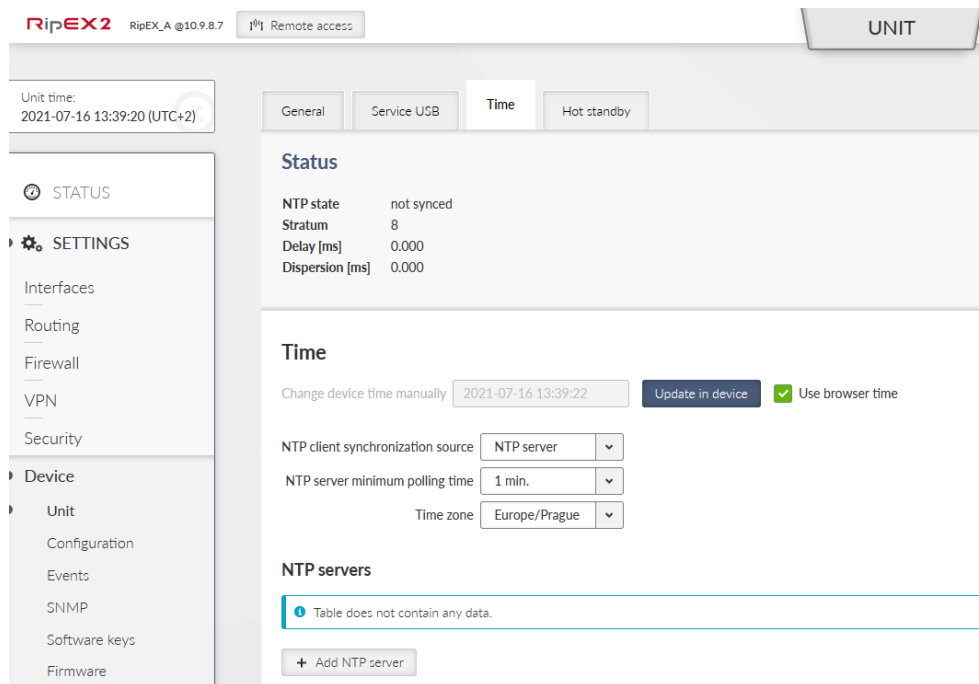 RipEX2 RipEX_A @10.9.8.7 Remote access UNIT
Unit time:
2021-07-16 13:39:20 (UTC+2)
STATUS
SETTINGS
Interfaces
Routing
Firewall
VPN
Security
Device
Unit
Configuration
Events
SNMP
Software keys
Firmware
General Service USB Time Hot standby
Status
NTP state not synced
Stratum 8
Delay [ms] 0.000
Dispersion [ms] 0.000
Time
Change device time manually 2021-07-16 13:39:22 Update in device Use browser time
NTP client synchronization source NTP server
NTP server minimum polling time 1 min.
Time zone Europe/Prague
NTP servers
Table does not contain any data.
+ Add NTP server